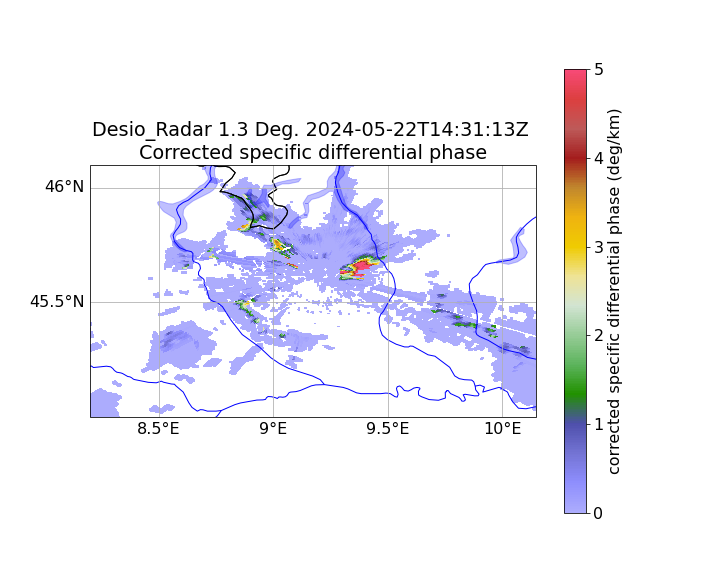 Desio_Radar 1.3 Deg. 2024-05-22T14:31:13Z
Corrected specific differential phase
46°N
45.5°N
8.5°E
9°E
9.5°E
10°E
5
4
3
2
1
0
corrected specific differential phase (deg/km)